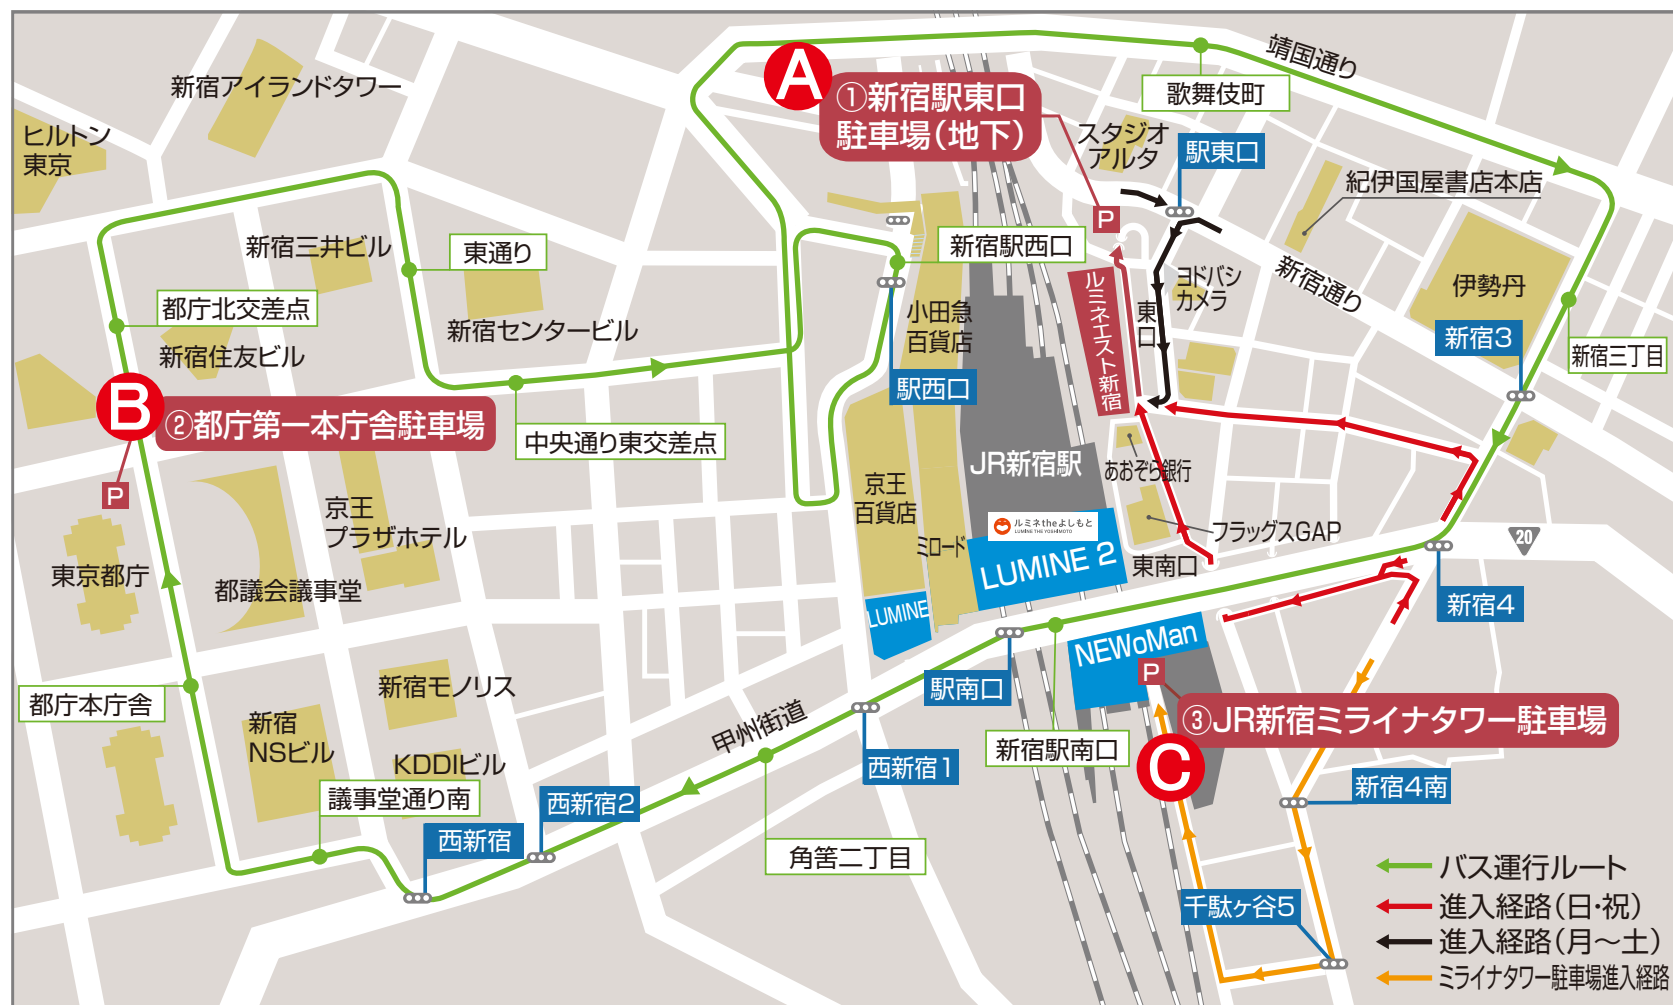 A
①新宿駅東口
駐車場(地下)
靖国通り
歌舞伎町
新宿アイランドタワー
ヒルトン
東京
スタジオ
アルタ
駅東口
紀伊国屋書店本店
P
新宿三井ビル
東通り
新宿駅西口
ヨドバシ
カメラ
新宿通り
伊勢丹
都庁北交差点
新宿住友ビル
新宿センタービル
小田急
百貨店
ルミネエスト新宿
東口
新宿3
新宿三丁目
駅西口
B
②都庁第一本庁舎駐車場
中央通り東交差点
JR新宿駅
あおぞら銀行
P
京王
プラザホテル
京王
百貨店
ミロード
ルミネtheよしもと
LUMINE THE YOSHIMOTO
フラッグスGAP
20
東京都庁
都議会議事堂
LUMINE 2
東南口
LUMINE
新宿4
NEWoMan
P
都庁本庁舎
新宿モノリス
駅南口
③JR新宿ミライナタワー駐車場
新宿
NSビル
甲州街道
KDDIビル
西新宿1
新宿駅南口
C
議事堂通り南
西新宿2
新宿4南
西新宿
角筈二丁目
千駄ヶ谷5
バス運行ルート
進入経路(日・祝)
進入経路(月〜土)
ミライナタワー駐車場進入経路